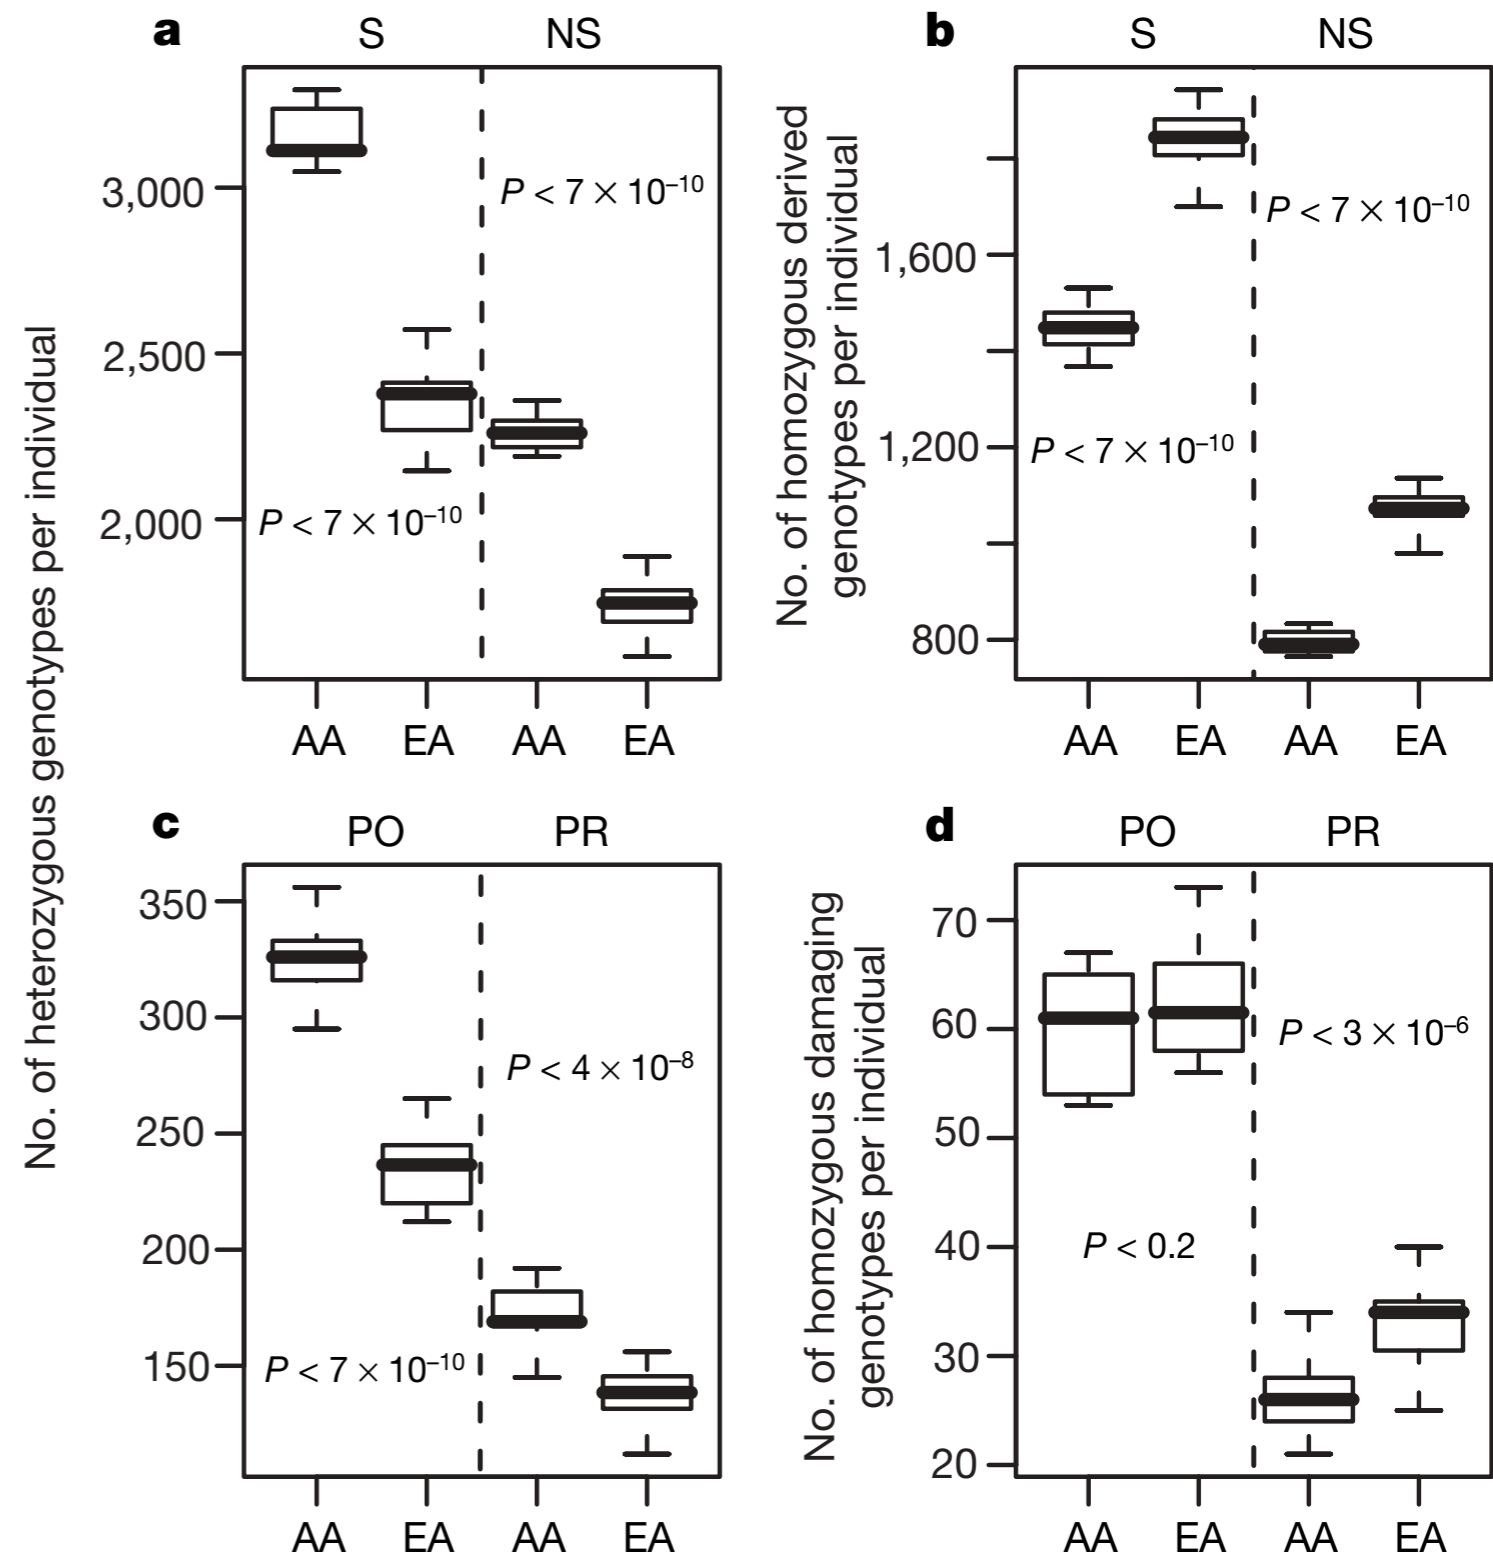 a
S NS
No. of heterozygous genotypes per individual
3,000
2,500
2,000
P < 7 × 10⁻¹⁰
P < 7 × 10⁻¹⁰
AA EA AA EA
b
S NS
No. of homozygous derived
genotypes per individual
1,600
1,200
800
P < 7 × 10⁻¹⁰
P < 7 × 10⁻¹⁰
AA EA AA EA
c
PO PR
350
300
250
200
150
P < 4 × 10⁻⁸
P < 7 × 10⁻¹⁰
AA EA AA EA
d
PO PR
No. of homozygous damaging
genotypes per individual
70
60
50
40
30
20
P < 3 × 10⁻⁶
P < 0.2
AA EA AA EA